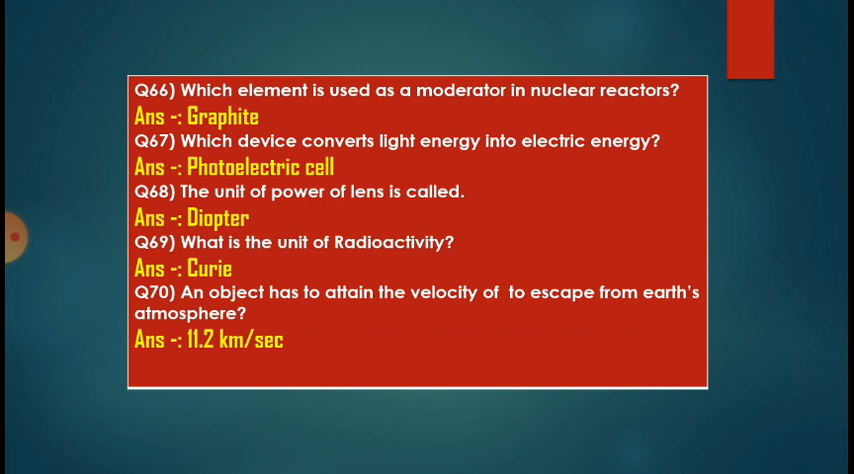 Q66) Which element is used as a moderator in nuclear reactors?
Ans -: Graphite
Q67) Which device converts light energy into electric energy?
Ans -: Photoelectric cell
Q68) The unit of power of lens is called.
Ans -: Diopter
Q69) What is the unit of Radioactivity?
Ans -: Curie
Q70) An object has to attain the velocity of  to escape from earth's
atmosphere?
Ans -: 11.2 km/sec